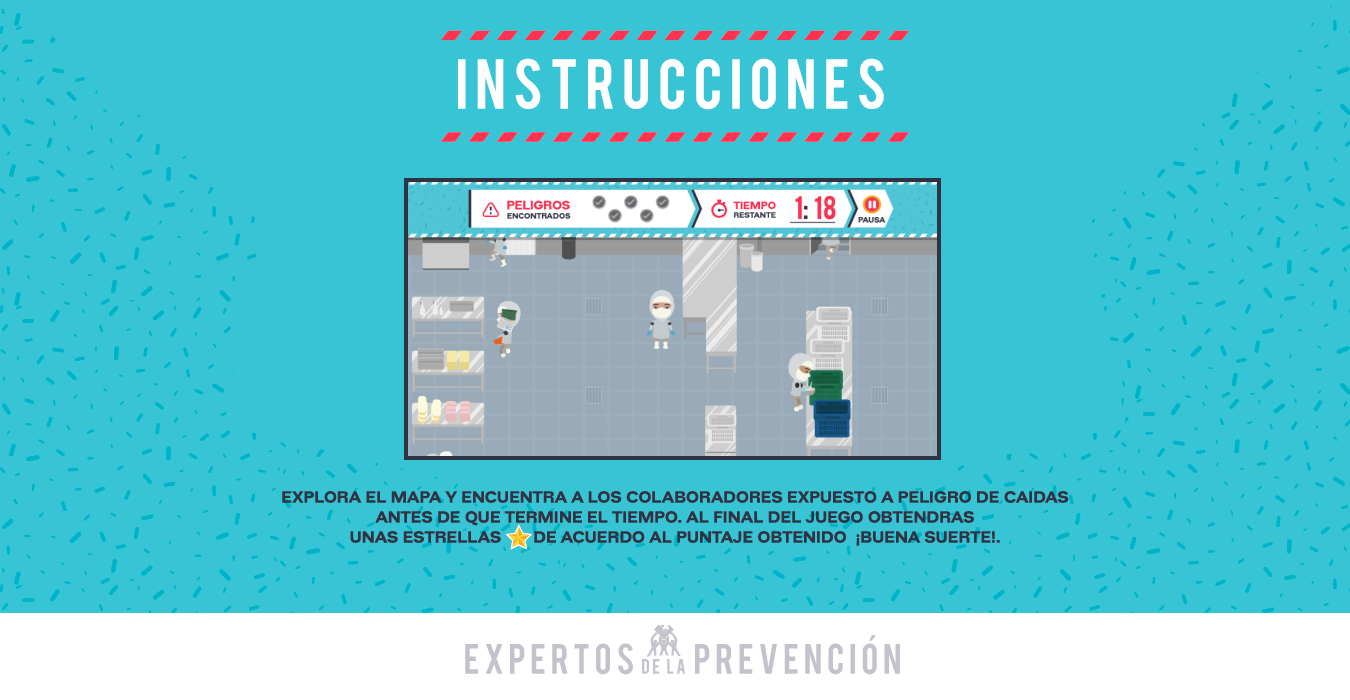 INSTRUCCIONES
PELIGROS
ENCONTRADOS
TIEMPO
RESTANTE
1:18
PAUSA
EXPLORA EL MAPA Y ENCUENTRA A LOS COLABORADORES EXPUESTO A PELIGRO DE CAIDAS
ANTES DE QUE TERMINE EL TIEMPO. AL FINAL DEL JUEGO OBTENDRAS
UNAS ESTRELLAS DE ACUERDO AL PUNTAJE OBTENIDO ¡BUENA SUERTE!.
EXPERTOS DE LA PREVENCIÓN